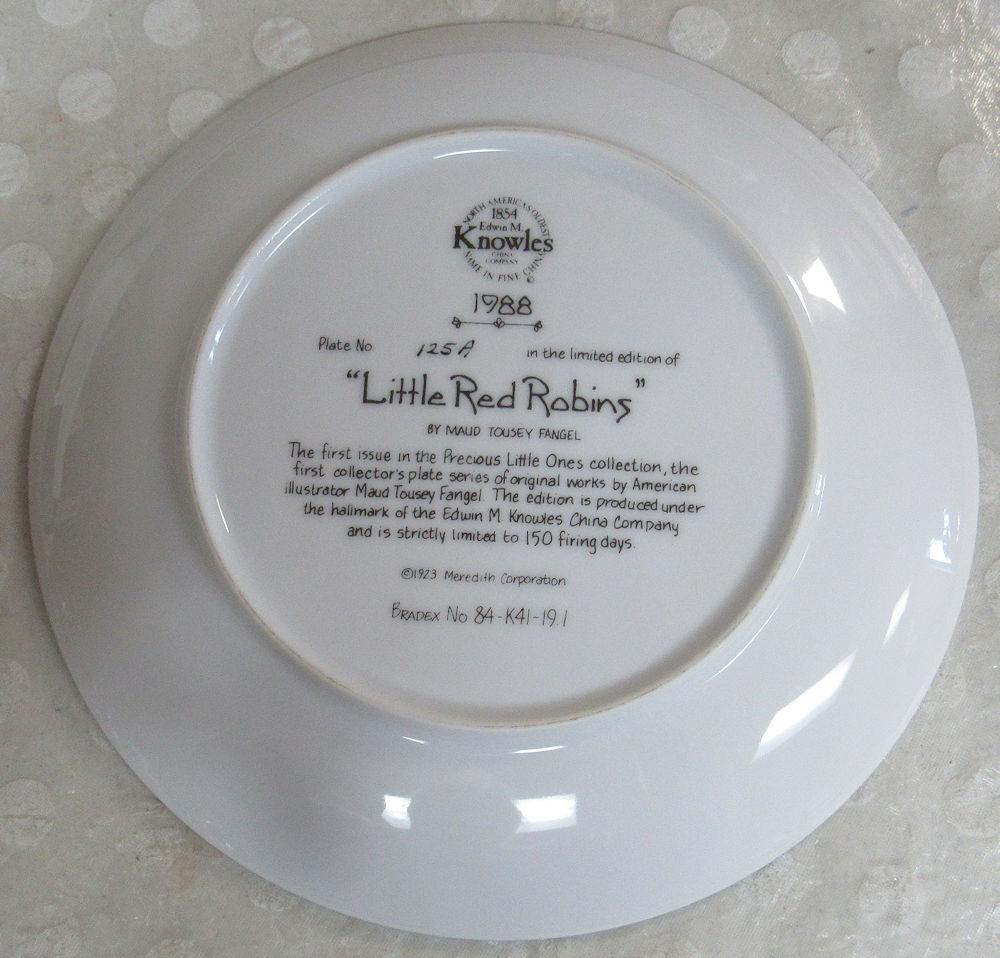 NORTH AMERICA'S OLDEST
1854
Edwin M.
Knowles
CHINA
COMPANY
NAME IN FINE CHINA
©
1988
Plate No 125A in the limited edition of
“Little Red Robins”
BY MAUD TOUSEY FANGEL
The first issue in the Precious Little Ones collection, the
first collector's plate series of original works by American
illustrator Maud Tousey Fangel. The edition is produced under
the hallmark of the Edwin M. Knowles China Company
and is strictly limited to 150 firing days.
©1923 Meredith Corporation
BRADEX No 84-K41-19.1